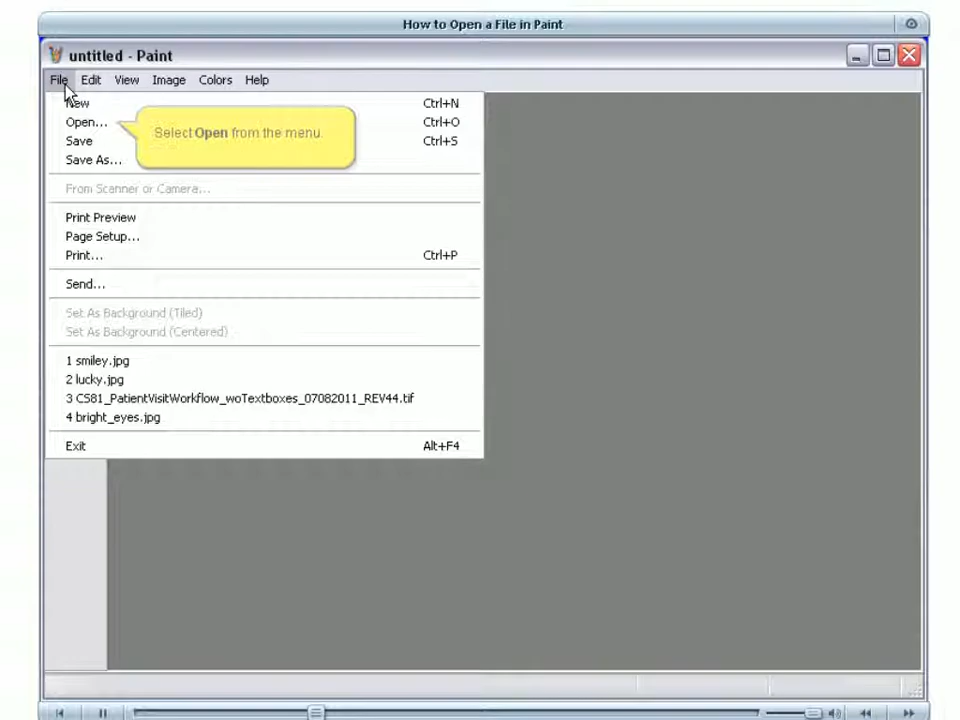 How to Open a File in Paint
untitled - Paint
File Edit View Image Colors Help
New Ctrl+N
Open... Ctrl+O
Select Open from the menu.
Save Ctrl+S
Save As...
From Scanner or Camera...
Print Preview
Page Setup...
Print... Ctrl+P
Send...
Set As Background (Tiled)
Set As Background (Centered)
1 smiley.jpg
2 lucky.jpg
3 CS81_PatientVisitWorkflow_woTextboxes_07082011_REV44.tif
4 bright_eyes.jpg
Exit Alt+F4